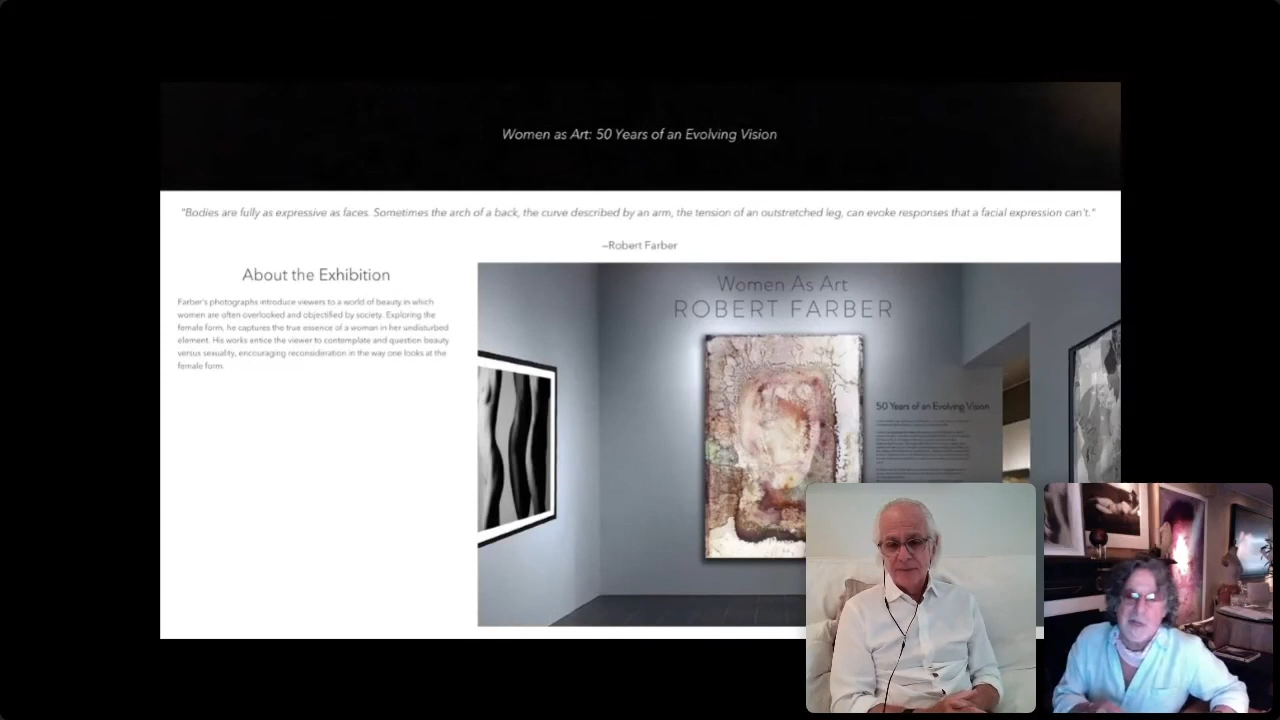 Women as Art: 50 Years of an Evolving Vision
"Bodies are fully as expressive as faces. Sometimes the arch of a back, the curve described by an arm, the tension of an outstretched leg, can evoke responses that a facial expression can't."
–Robert Farber
About the Exhibition
Farber's photographs introduce viewers to a world of beauty in which
women are often overlooked and objectified by society. Exploring the
female form, he captures the true essence of a woman in her undisturbed
element. His works entice the viewer to contemplate and question beauty
versus sexuality, encouraging reconsideration in the way one looks at the
female form.
Women As Art
ROBERT FARBER
50 Years of an Evolving Vision